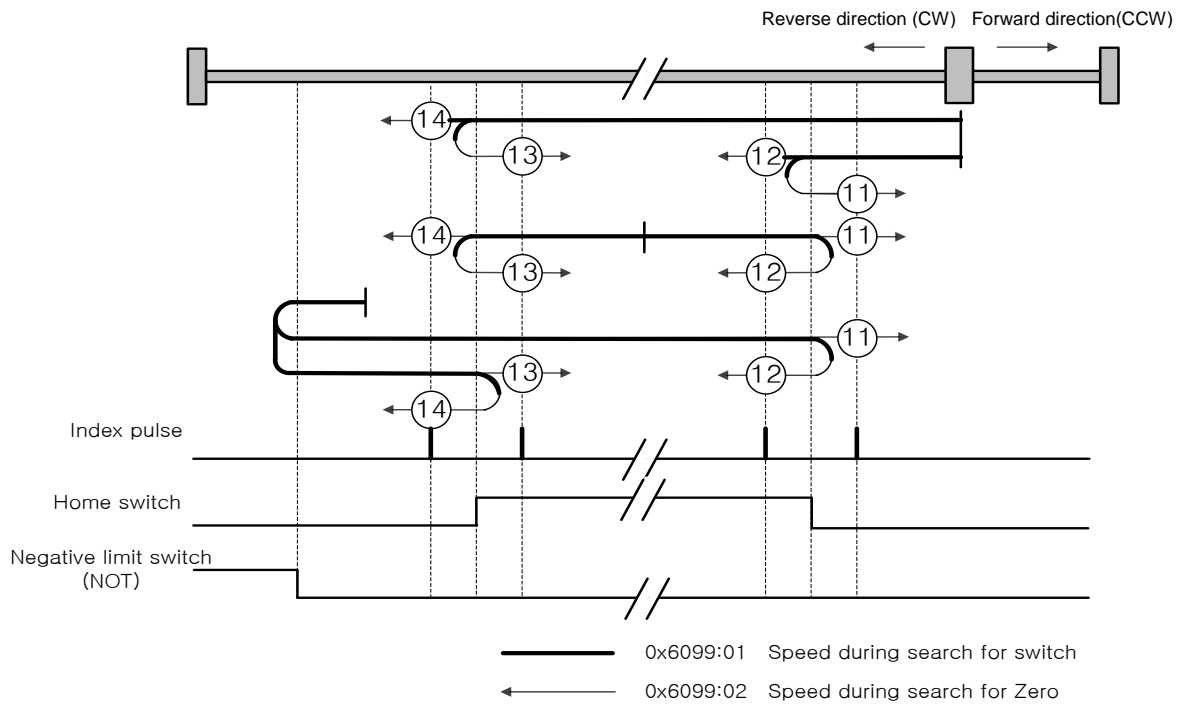 Reverse direction (CW) Forward direction(CCW)
14
13
12
11
14
11
13
12
11
13
12
14
Index pulse
Home switch
Negative limit switch
(NOT)
0x6099:01 Speed during search for switch
0x6099:02 Speed during search for Zero